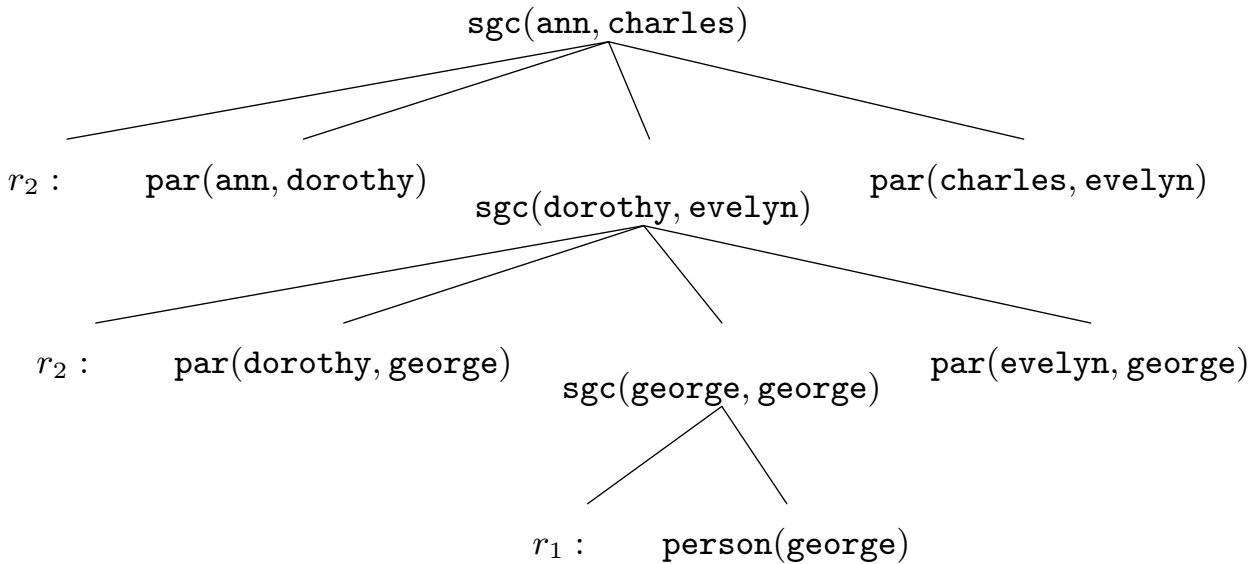 sgc(ann, charles)
r₂ : par(ann, dorothy) par(charles, evelyn)
sgc(dorothy, evelyn)
r₂ : par(dorothy, george) par(evelyn, george)
sgc(george, george)
r₁ : person(george)